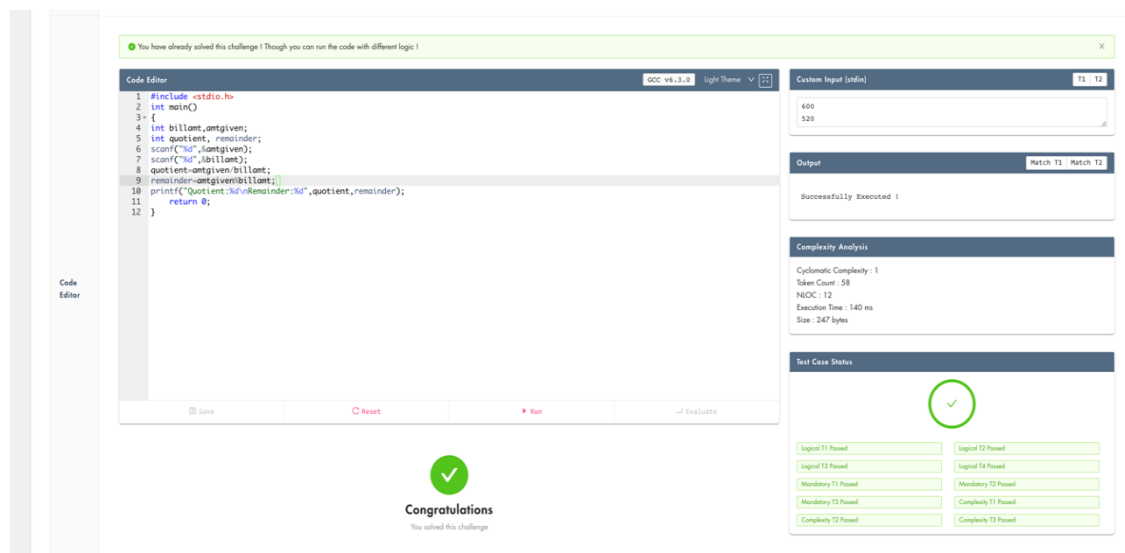 You have already solved this challenge ! Though you can run the code with different logic !
X
Code Editor
GCC v6.3.0 Light Theme
1 #include <stdio.h>
2 int main()
3 {
4 int billamt,amtgiven;
5 int quotient, remainder;
6 scanf("%d",&amtgiven);
7 scanf("%d",&billamt);
8 quotient=amtgiven/billamt;
9 remainder=amtgiven%billamt;
10 printf("Quotient:%d\nRemainder:%d",quotient,remainder);
11 return 0;
12 }
Code
Editor
Save Reset Run Evaluate
Congratulations
You solved this challenge
Custom Input (stdin) T1 T2
600
520
Output Match T1 Match T2
Successfully Executed !
Complexity Analysis
Cyclomatic Complexity : 1
Token Count : 58
NLOC : 12
Execution Time : 140 ms
Size : 247 bytes
Test Case Status
Logical T1 Passed Logical T2 Passed
Logical T3 Passed Logical T4 Passed
Mandatory T1 Passed Mandatory T2 Passed
Mandatory T3 Passed Complexity T1 Passed
Complexity T2 Passed Complexity T3 Passed